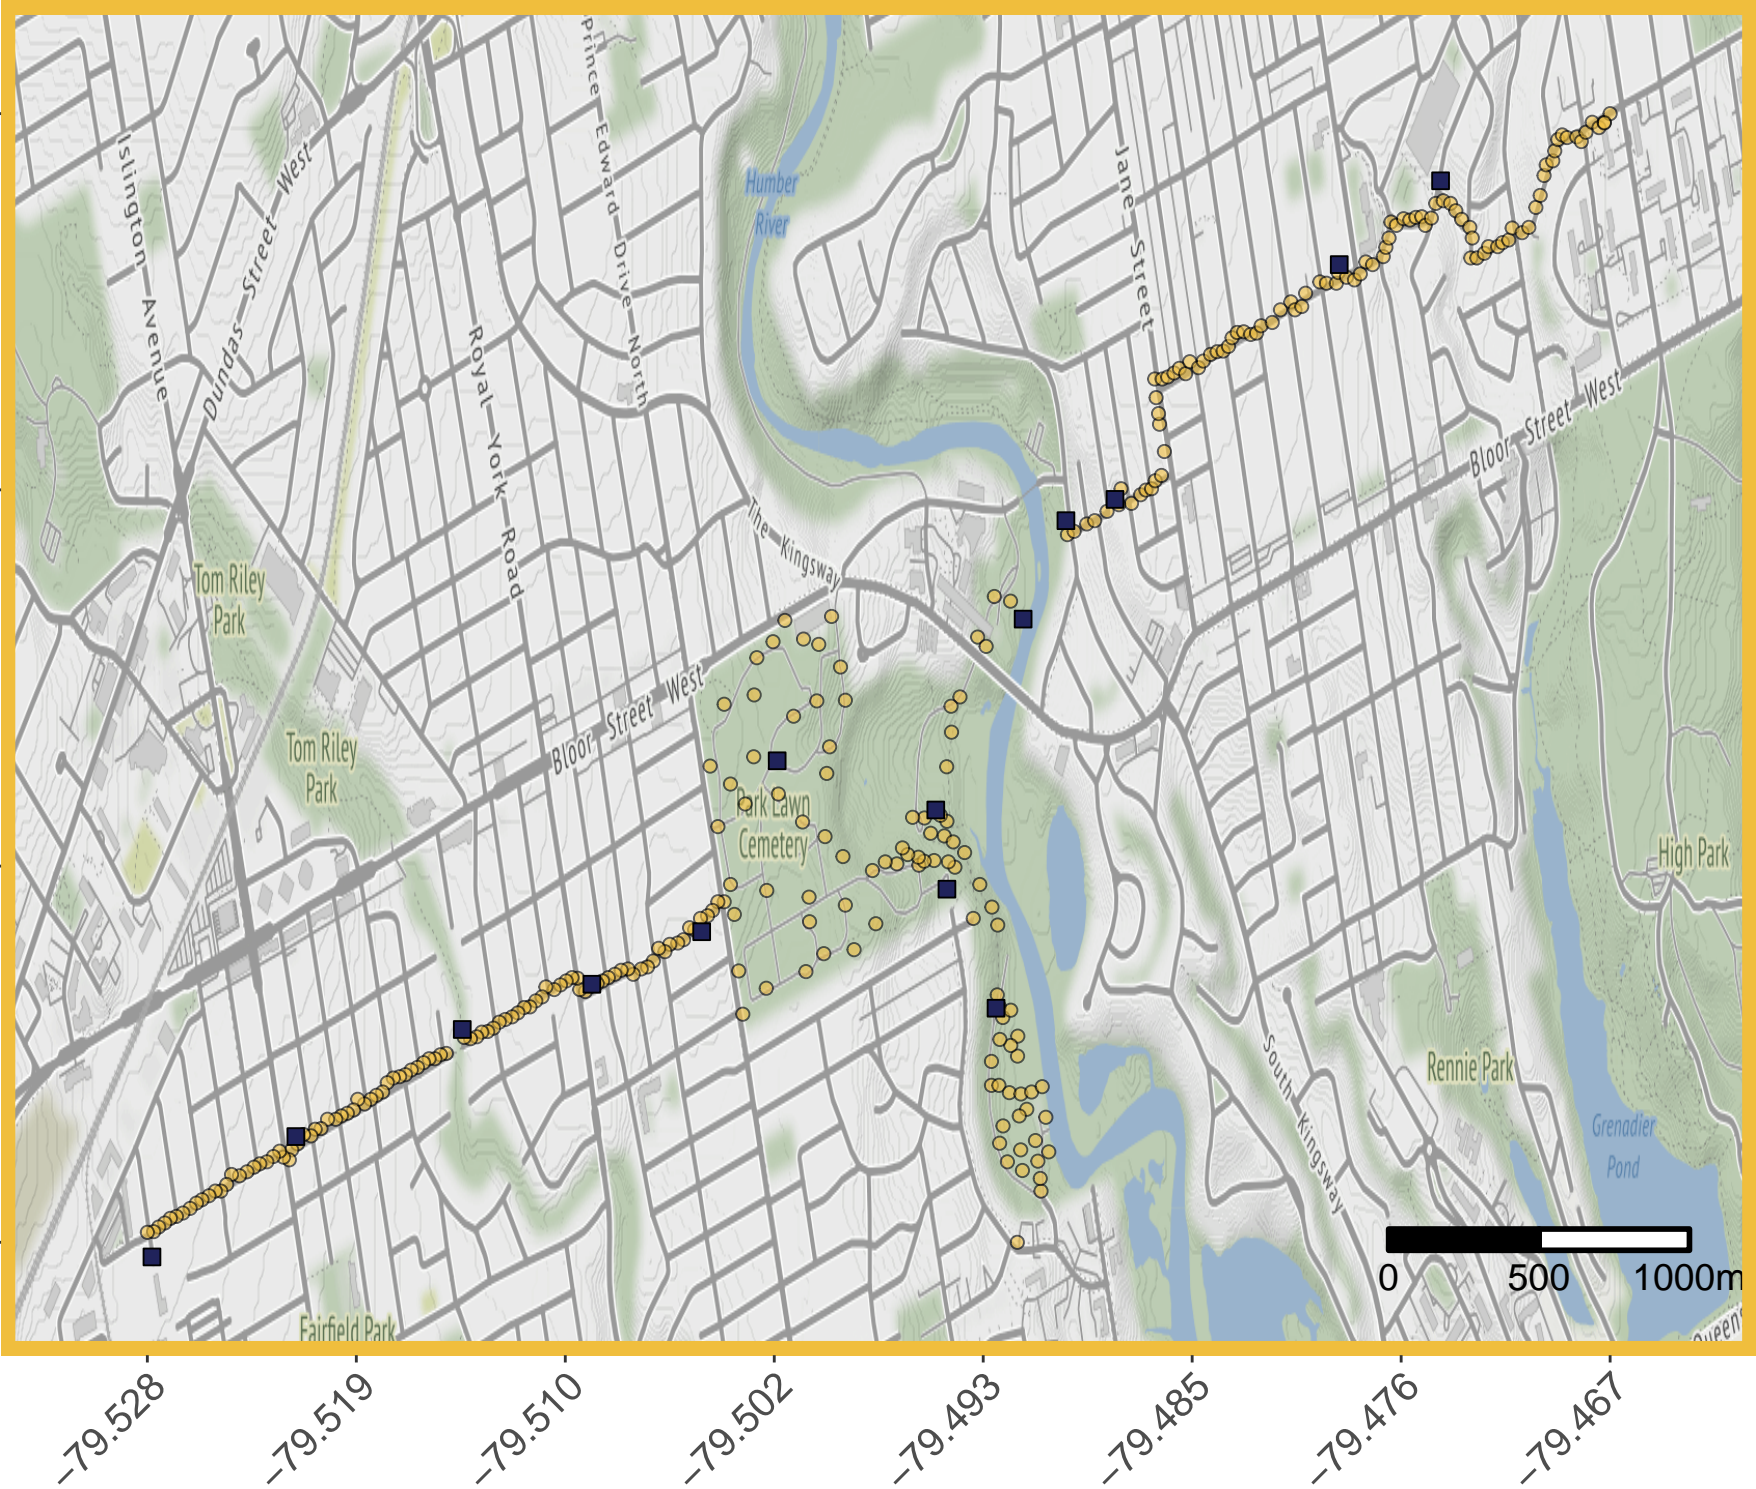 Prince Edward Drive North
Islington Avenue
Dundas Street West
Humber
River
Jane Street
Royal York Road
Bloor Street West
The Kingsway
Tom Riley
Park
Bloor Street West
Tom Riley
Park
Park Lawn
Cemetery
High Park
South Kingsway
Rennie Park
Grenadier
Pond
Fairfield Park
Queens
0 500 1000m
−79.528 −79.519 −79.510 −79.502 −79.493 −79.485 −79.476 −79.467